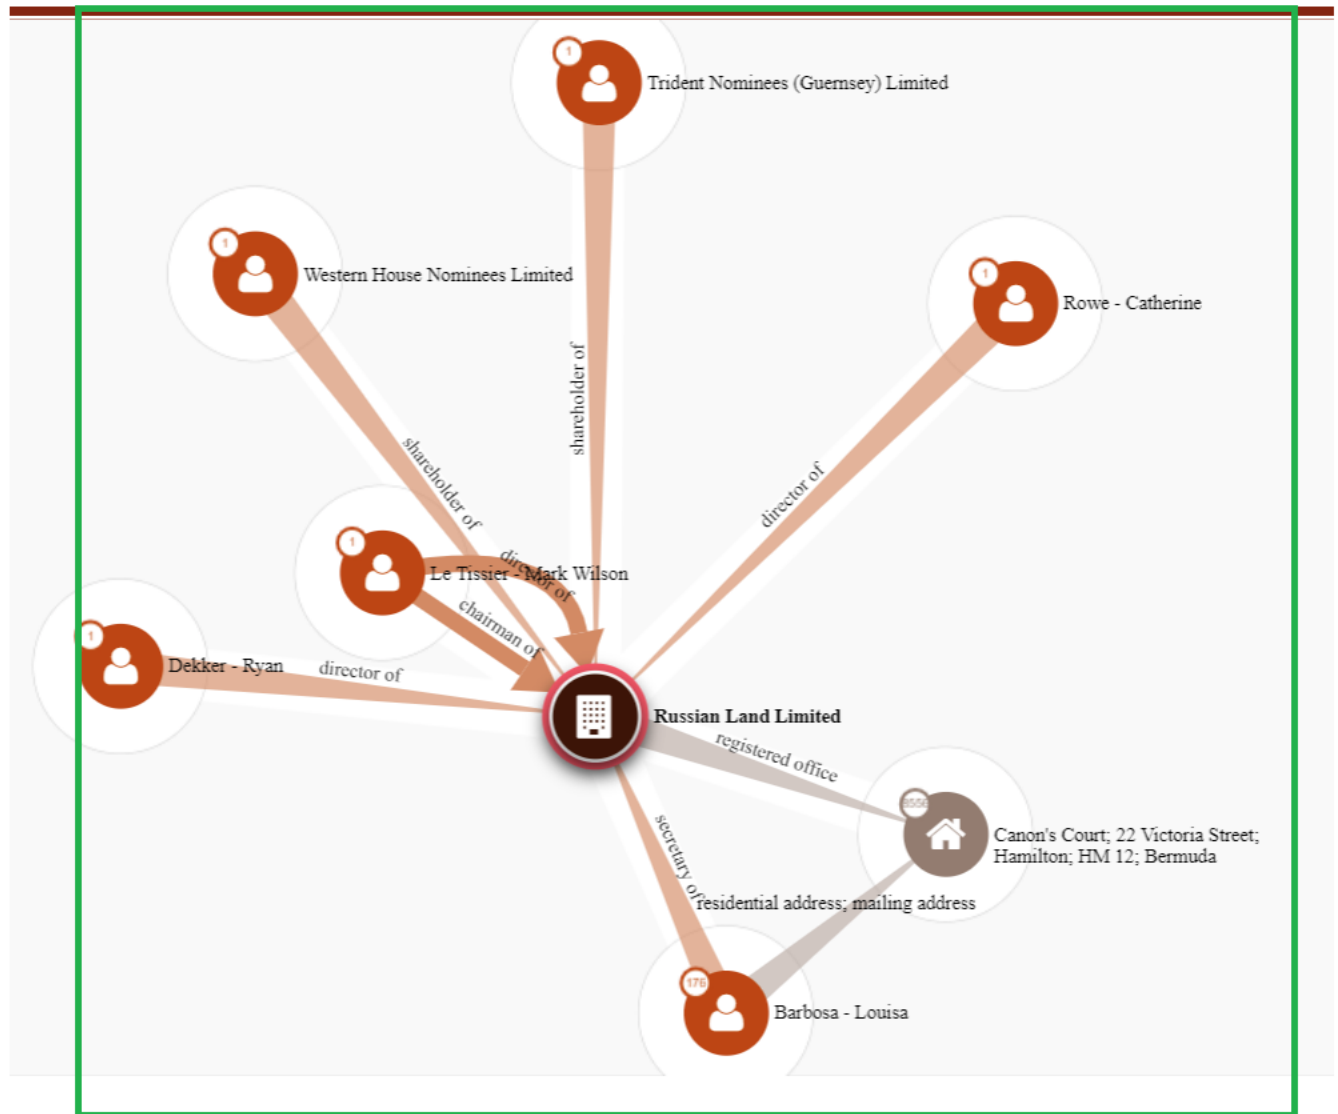 1
Trident Nominees (Guernsey) Limited
1
Western House Nominees Limited
1
Rowe - Catherine
shareholder of
shareholder of
director of
1
director of
Le Tissier - Mark Wilson
chairman of
1
Dekker - Ryan
director of
Russian Land Limited
registered office
Canon's Court; 22 Victoria Street;
Hamilton; HM 12; Bermuda
secretary of
residential address; mailing address
176
Barbosa - Louisa